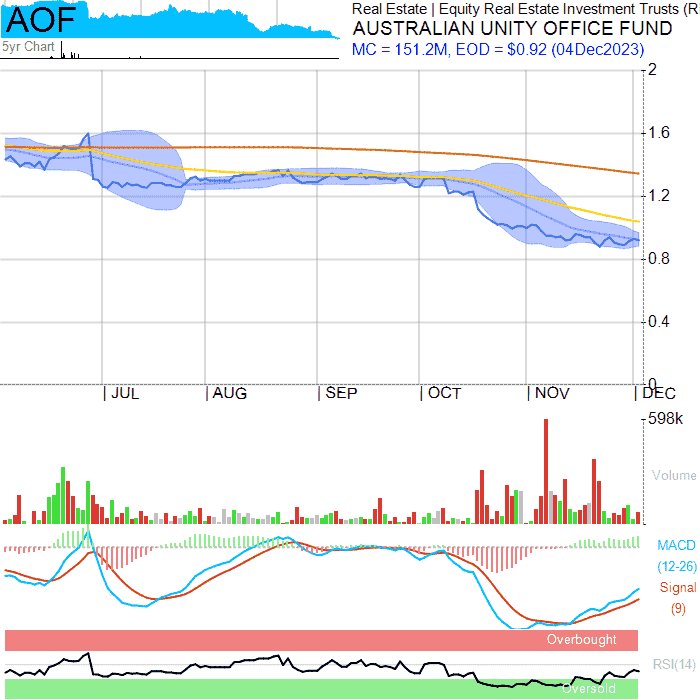 AOF
Real Estate | Equity Real Estate Investment Trusts (R
AUSTRALIAN UNITY OFFICE FUND
5yr Chart
MC = 151.2M, EOD = $0.92 (04Dec2023)
2
1.6
1.2
0.8
0.4
0
| JUL | AUG | SEP | OCT | NOV | DEC
598k
Volume
MACD
(12-26)
Signal
(9)
Overbought
RSI(14)
Oversold